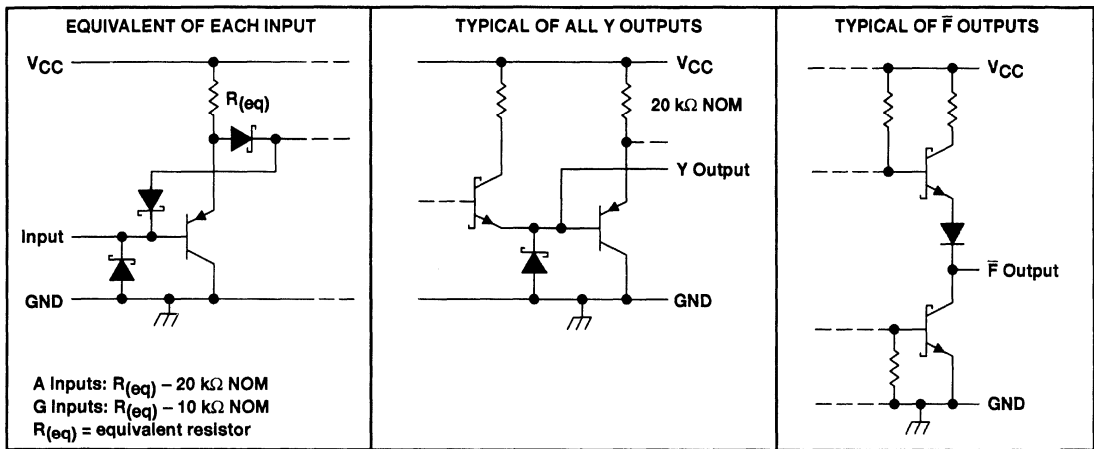 EQUIVALENT OF EACH INPUT
VCC
R(eq)
Input
GND
A Inputs: R(eq) – 20 kΩ NOM
G Inputs: R(eq) – 10 kΩ NOM
R(eq) = equivalent resistor
TYPICAL OF ALL Y OUTPUTS
VCC
20 kΩ NOM
Y Output
GND
TYPICAL OF F̅ OUTPUTS
VCC
F̅ Output
GND